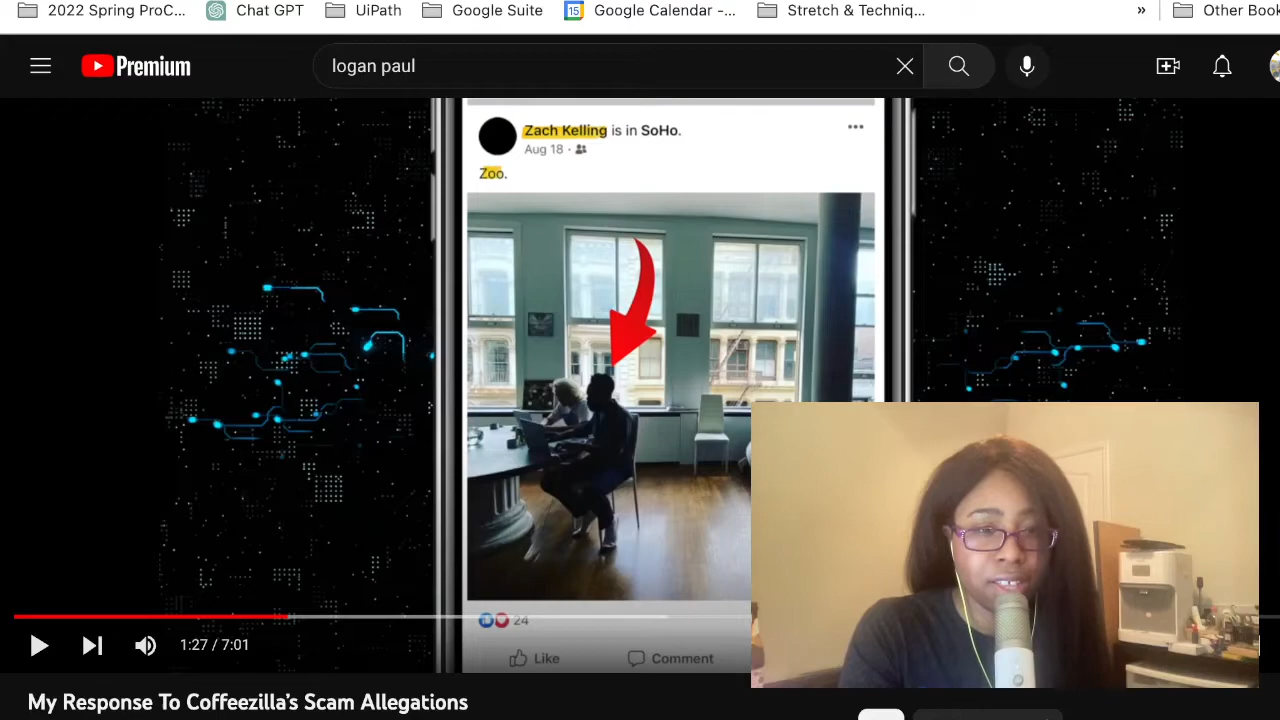 2022 Spring ProC...
Chat GPT
UiPath
Google Suite
15
Google Calendar -...
Stretch & Techniq...
»
Other Book
Premium
logan paul
Zach Kelling is in SoHo.
Aug 18 ·
Zoo.
24
Like
Comment
1:27 / 7:01
My Response To Coffeezilla's Scam Allegations